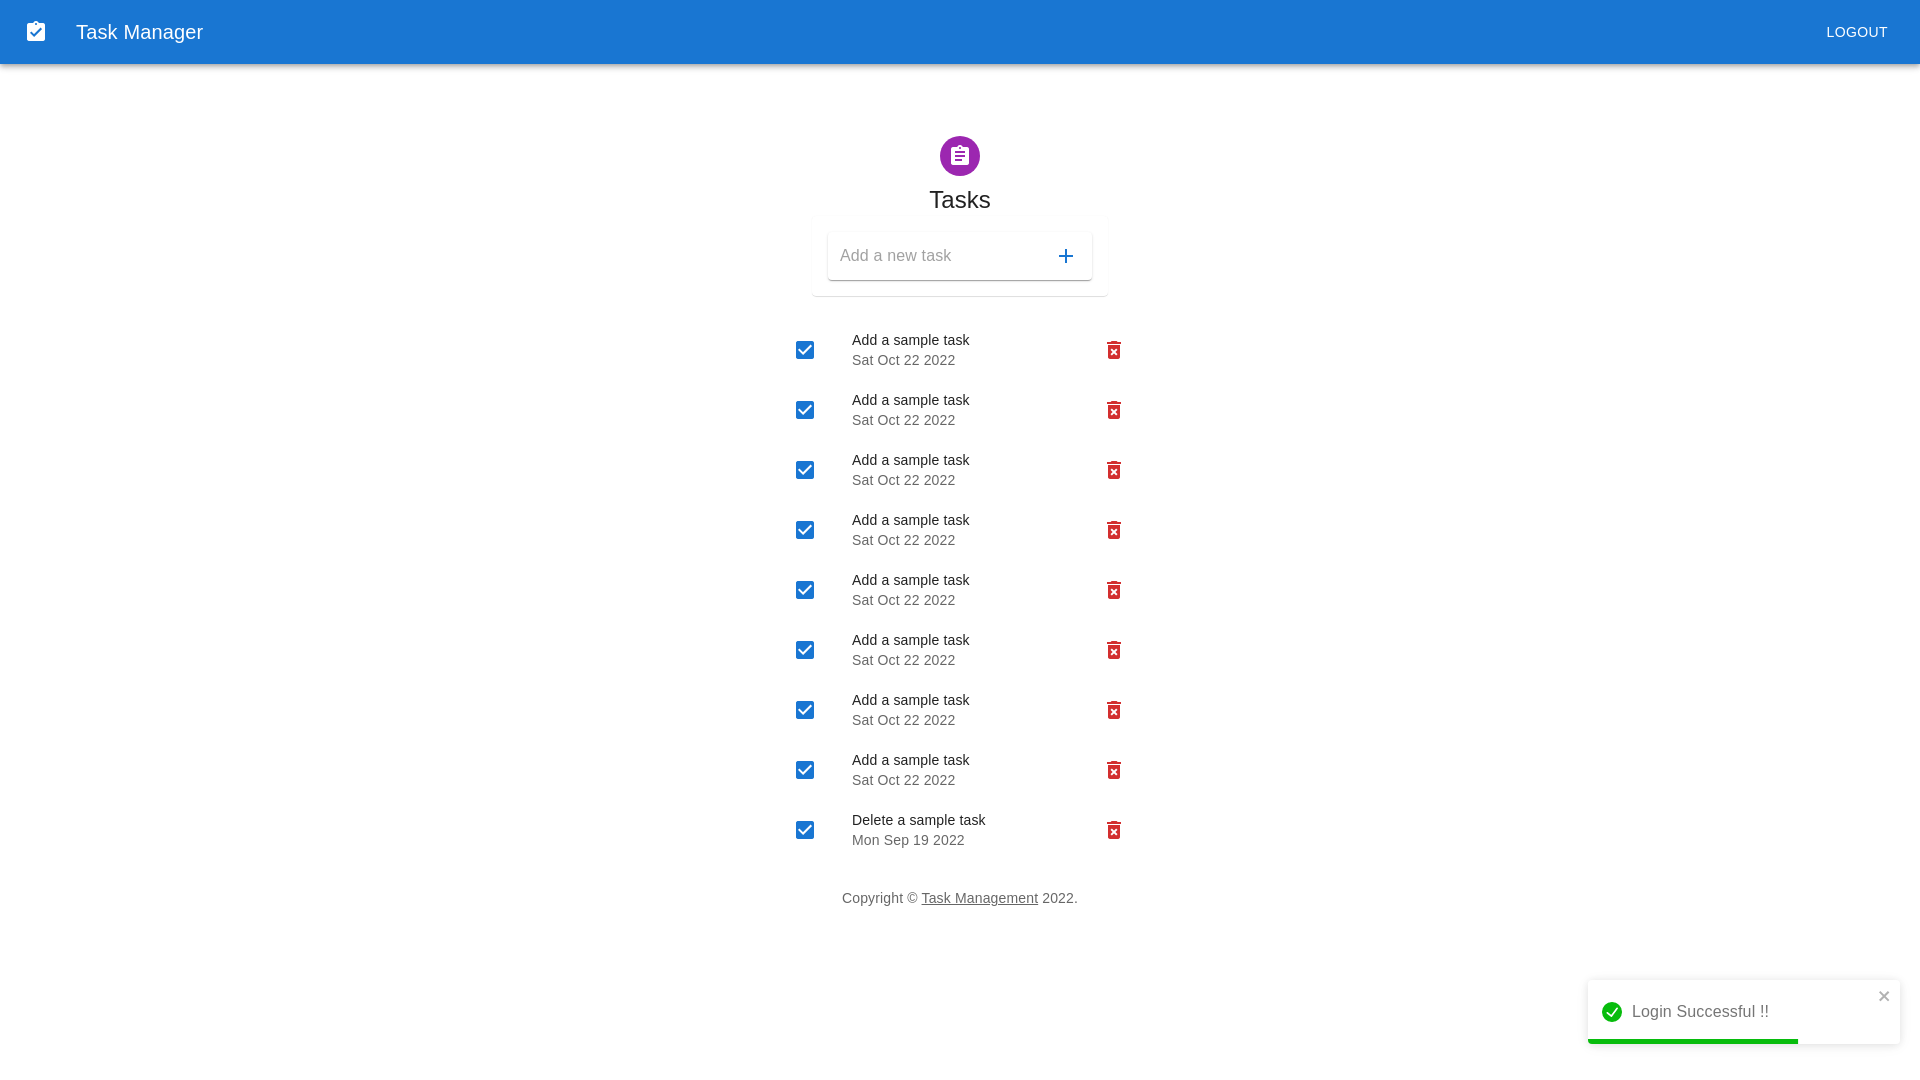 Task Manager
LOGOUT
Tasks
Add a new task
Add a sample task
Sat Oct 22 2022
Add a sample task
Sat Oct 22 2022
Add a sample task
Sat Oct 22 2022
Add a sample task
Sat Oct 22 2022
Add a sample task
Sat Oct 22 2022
Add a sample task
Sat Oct 22 2022
Add a sample task
Sat Oct 22 2022
Add a sample task
Sat Oct 22 2022
Delete a sample task
Mon Sep 19 2022
Copyright © Task Management 2022.
Login Successful !!